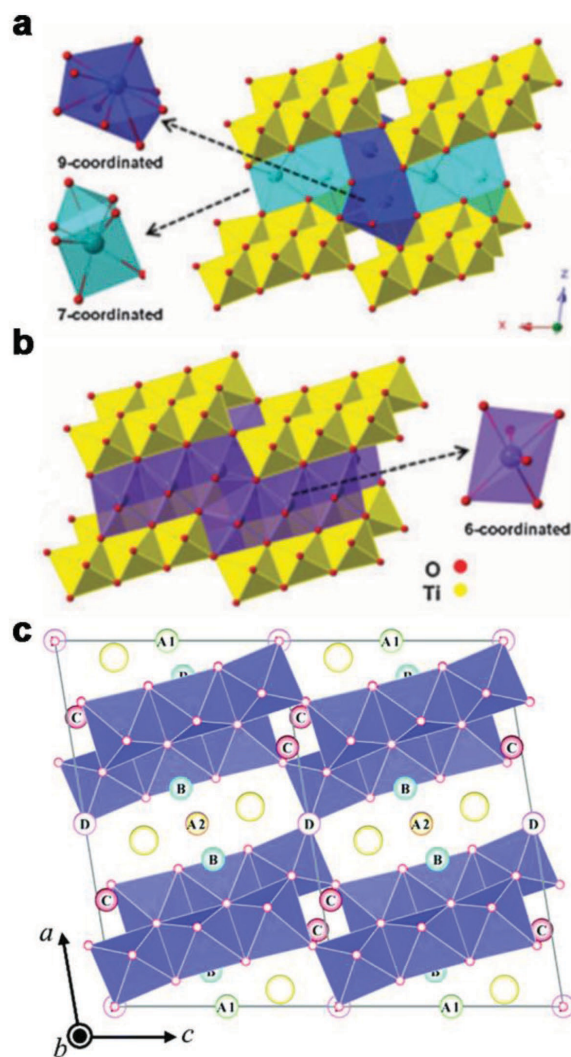 a
9-coordinated
7-coordinated
z
x
b
6-coordinated
O
Ti
c
A1 A1
B B
C C
C C
B B
D D D
A2 A2
B B
C C
C C
B B
A1 A1
a
b
c